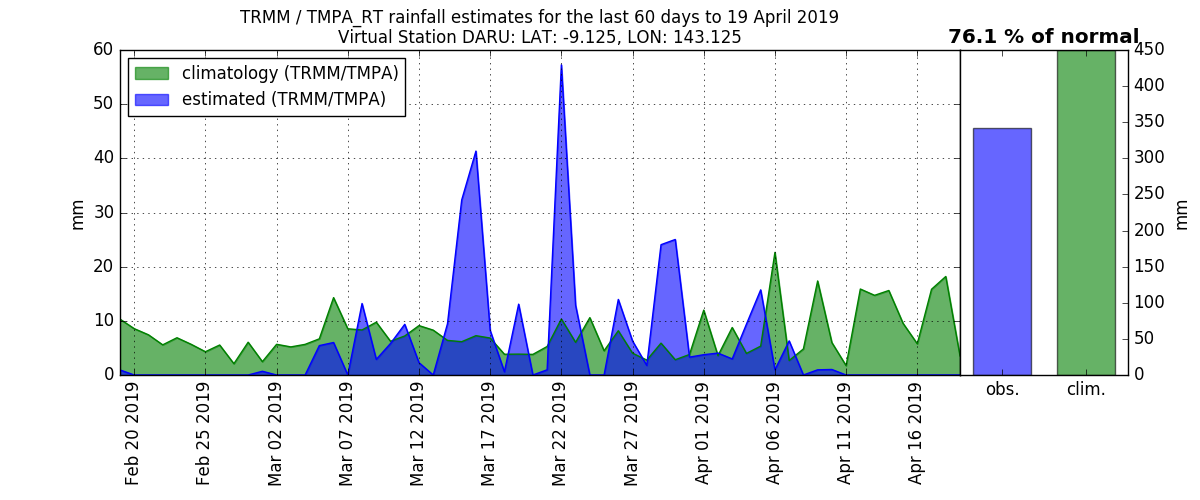 TRMM / TMPA_RT rainfall estimates for the last 60 days to 19 April 2019
Virtual Station DARU: LAT: -9.125, LON: 143.125
76.1 % of normal
climatology (TRMM/TMPA)
estimated (TRMM/TMPA)
mm
60
50
40
30
20
10
0
Feb 20 2019
Feb 25 2019
Mar 02 2019
Mar 07 2019
Mar 12 2019
Mar 17 2019
Mar 22 2019
Mar 27 2019
Apr 01 2019
Apr 06 2019
Apr 11 2019
Apr 16 2019
obs.
clim.
450
400
350
300
250
200
150
100
50
0
mm